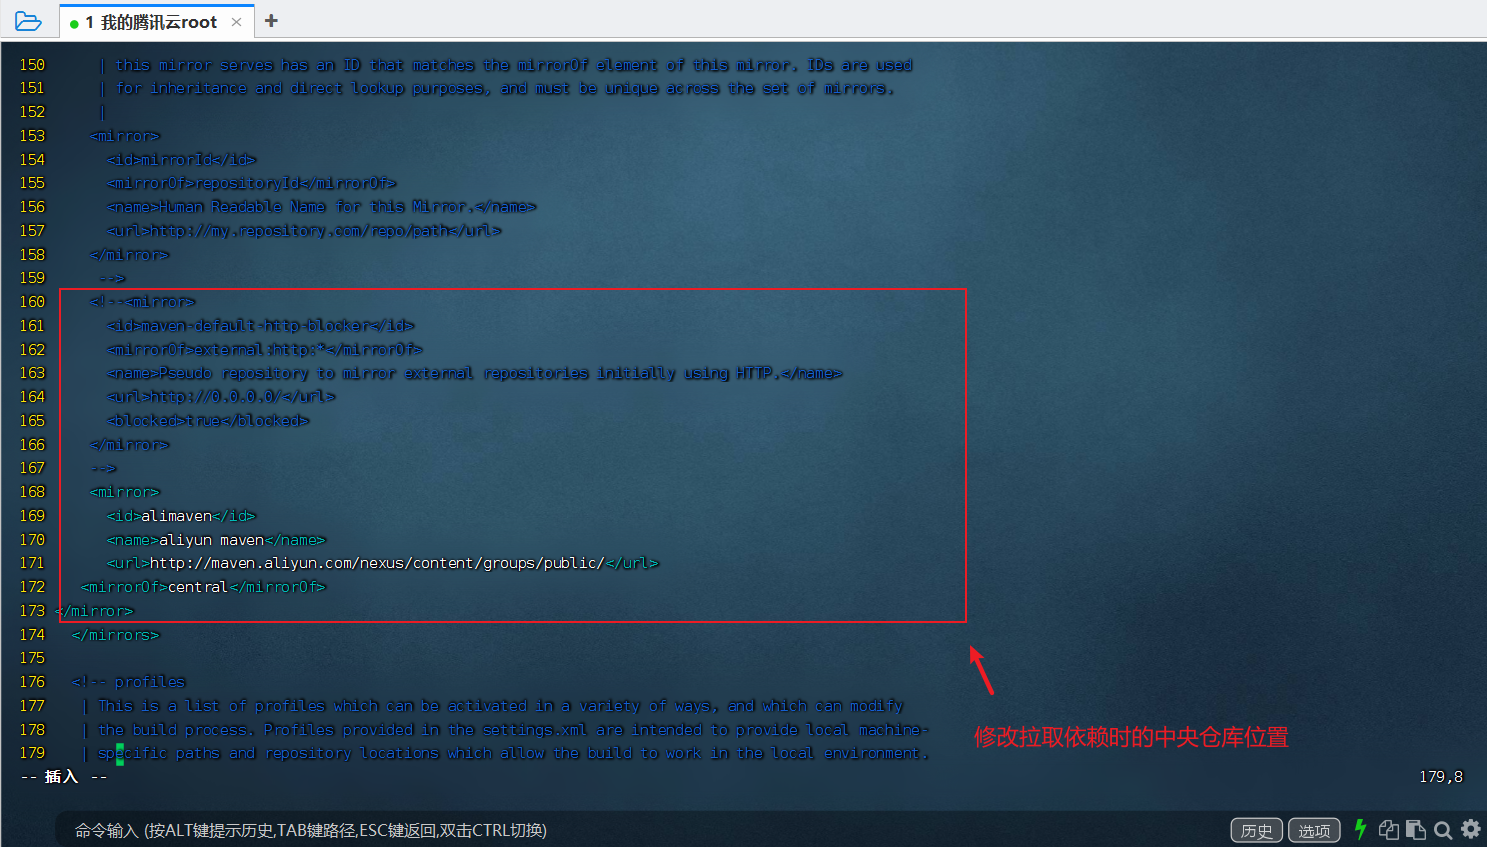 1 我的腾讯云root × +
150 | this mirror serves has an ID that matches the mirrorOf element of this mirror. IDs are used
151 | for inheritance and direct lookup purposes, and must be unique across the set of mirrors.
152 |
153 <mirror>
154 <id>mirrorId</id>
155 <mirrorOf>repositoryId</mirrorOf>
156 <name>Human Readable Name for this Mirror.</name>
157 <url>http://my.repository.com/repo/path</url>
158 </mirror>
159 -->
160 <!--<mirror>
161 <id>maven-default-http-blocker</id>
162 <mirrorOf>external:http:*</mirrorOf>
163 <name>Pseudo repository to mirror external repositories initially using HTTP.</name>
164 <url>http://0.0.0.0/</url>
165 <blocked>true</blocked>
166 </mirror>
167 -->
168 <mirror>
169 <id>alimaven</id>
170 <name>aliyun maven</name>
171 <url>http://maven.aliyun.com/nexus/content/groups/public/</url>
172 <mirrorOf>central</mirrorOf>
173 </mirror>
174 </mirrors>
175
176 <!-- profiles
177 | This is a list of profiles which can be activated in a variety of ways, and which can modify
178 | the build process. Profiles provided in the settings.xml are intended to provide local machine-
179 | specific paths and repository locations which allow the build to work in the local environment.
修改拉取依赖时的中央仓库位置
-- 插入 -- 179,8
命令输入 (按ALT键提示历史,TAB键路径,ESC键返回,双击CTRL切换) 历史 选项